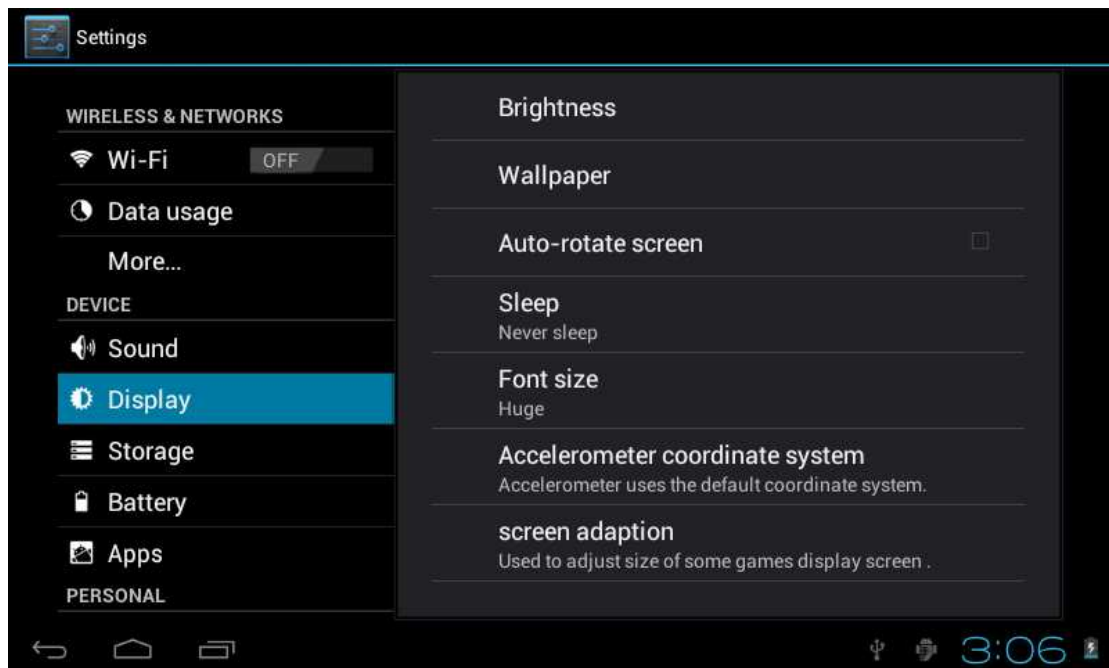 Settings
WIRELESS & NETWORKS
Wi-Fi OFF
Data usage
More...
DEVICE
Sound
Display
Storage
Battery
Apps
PERSONAL
Brightness
Wallpaper
Auto-rotate screen
Sleep
Never sleep
Font size
Huge
Accelerometer coordinate system
Accelerometer uses the default coordinate system.
screen adaption
Used to adjust size of some games display screen .
3:06